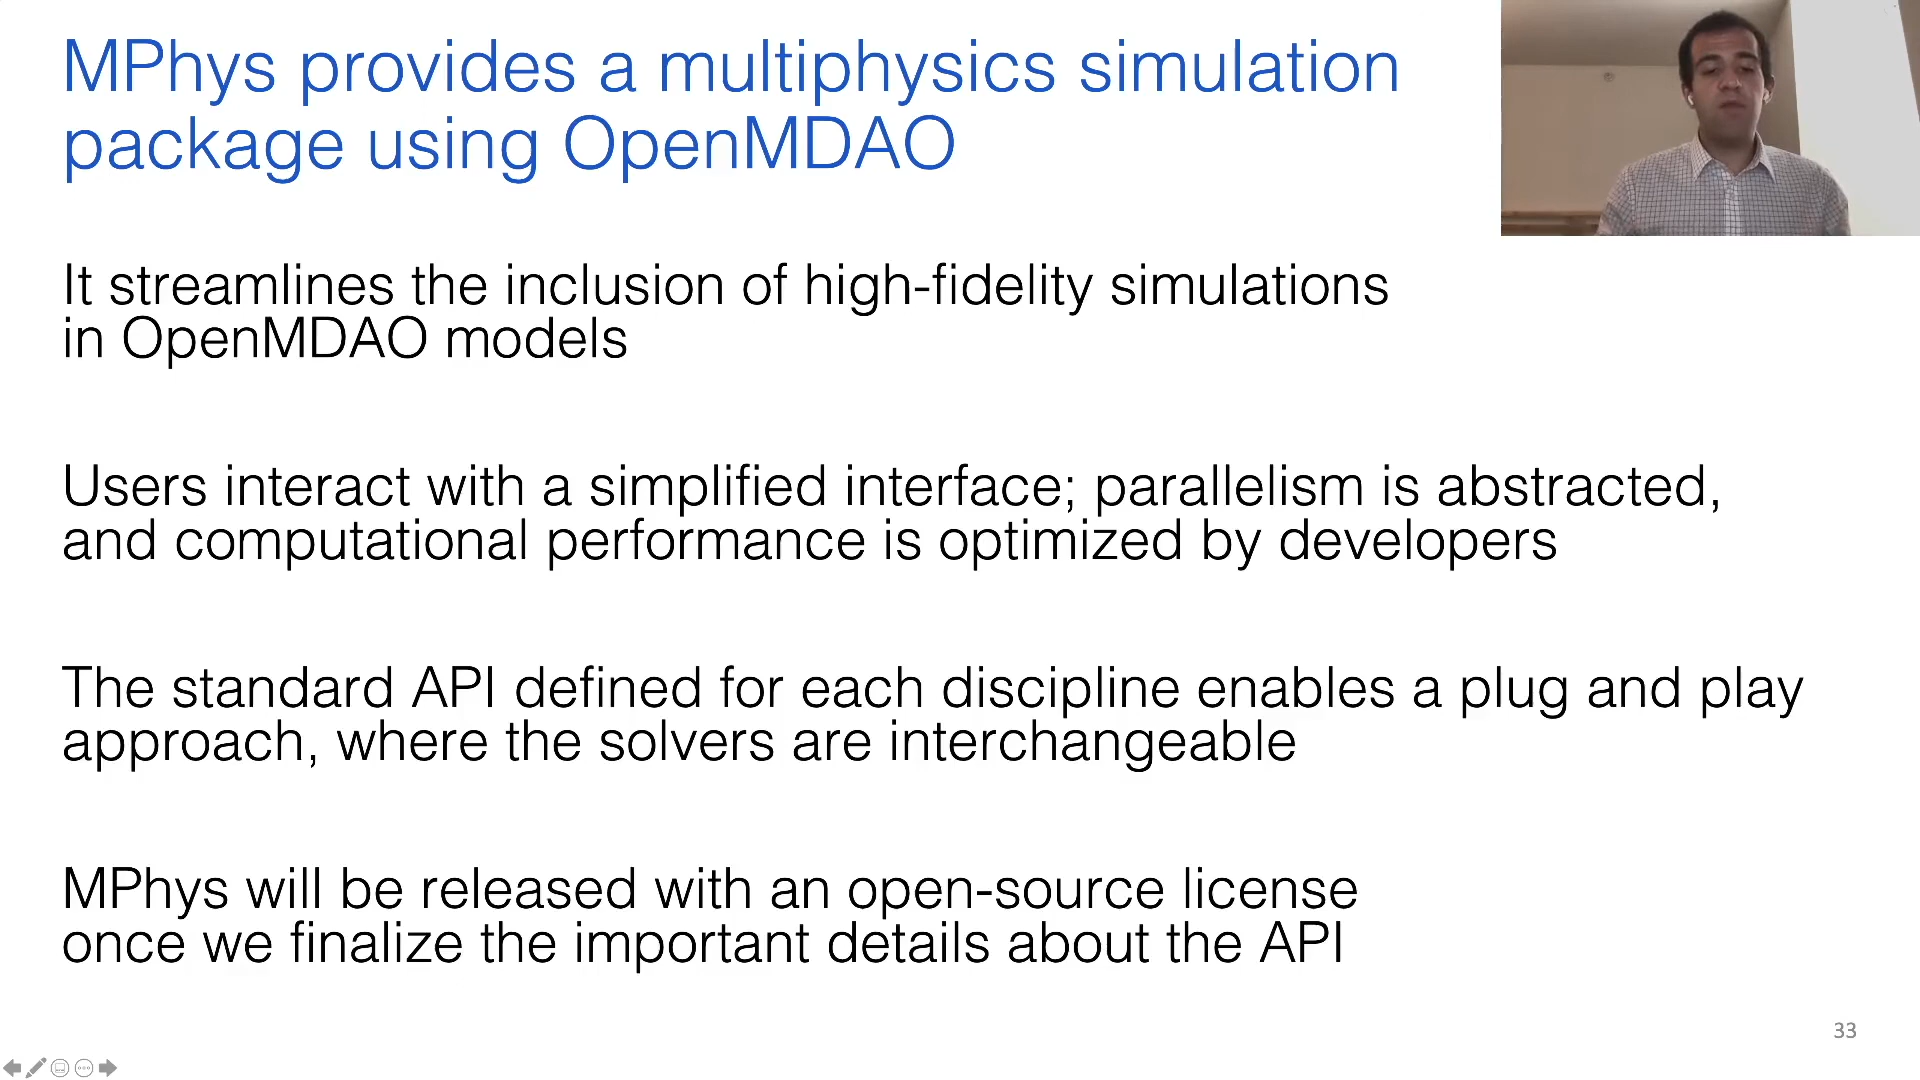 MPhys provides a multiphysics simulation
package using OpenMDAO
It streamlines the inclusion of high-fidelity simulations
in OpenMDAO models
Users interact with a simplified interface; parallelism is abstracted,
and computational performance is optimized by developers
The standard API defined for each discipline enables a plug and play
approach, where the solvers are interchangeable
MPhys will be released with an open-source license
once we finalize the important details about the API
33